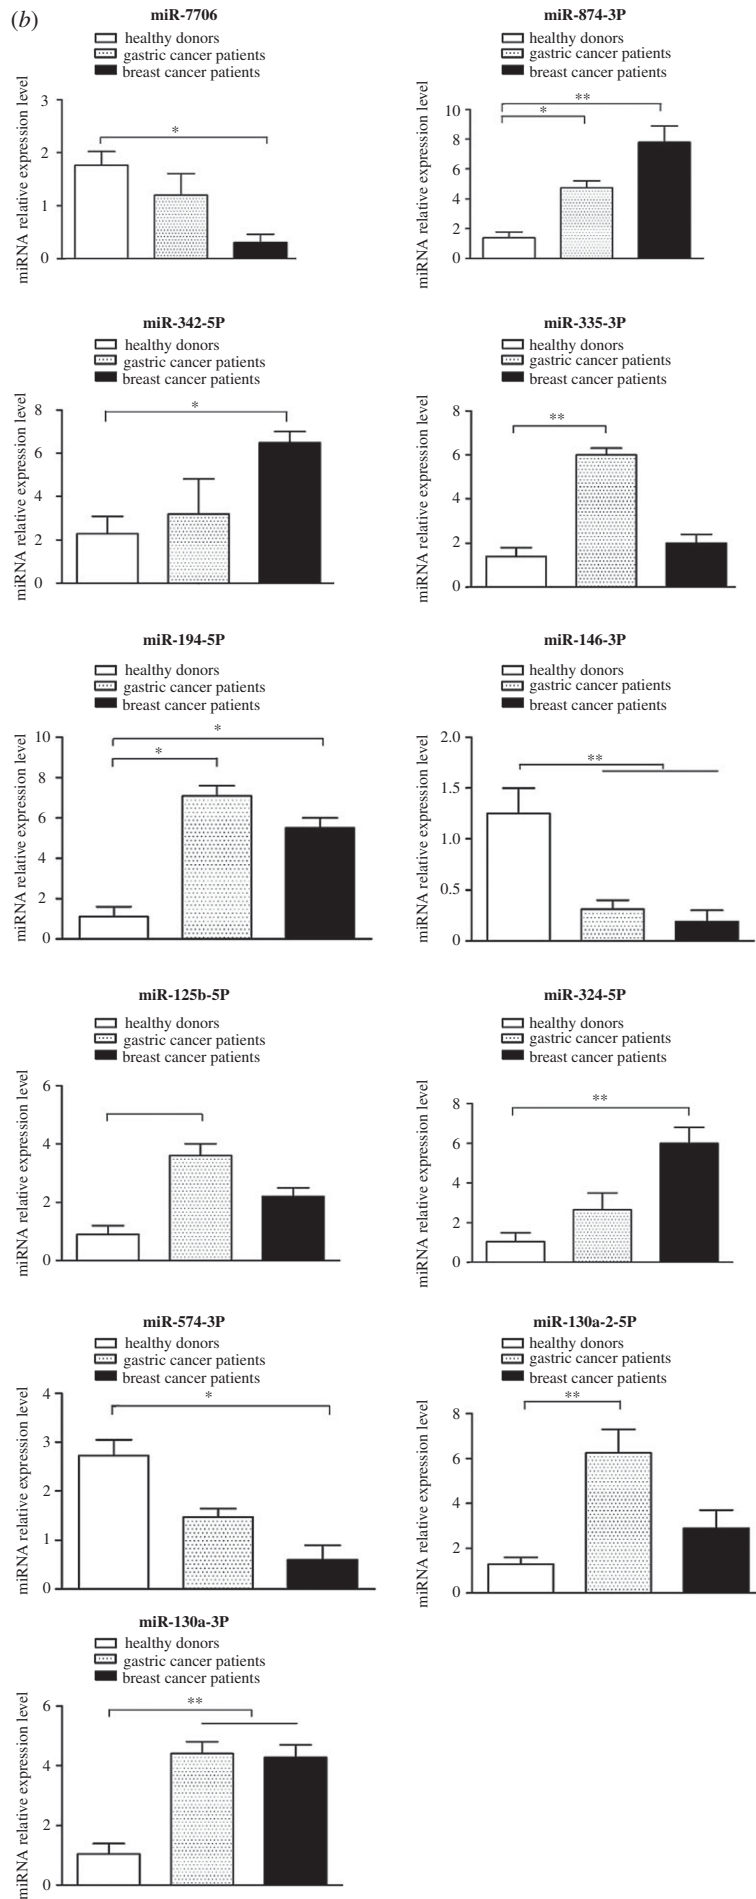 (b)
miR-7706
healthy donors
gastric cancer patients
breast cancer patients
miRNA relative expression level
3
2
1
0
*
miR-874-3P
healthy donors
gastric cancer patients
breast cancer patients
miRNA relative expression level
10
8
6
4
2
0
**
*
miR-342-5P
healthy donors
gastric cancer patients
breast cancer patients
miRNA relative expression level
8
6
4
2
0
*
miR-335-3P
healthy donors
gastric cancer patients
breast cancer patients
miRNA relative expression level
8
6
4
2
0
**
miR-194-5P
healthy donors
gastric cancer patients
breast cancer patients
miRNA relative expression level
10
8
6
4
2
0
*
*
miR-146-3P
healthy donors
gastric cancer patients
breast cancer patients
miRNA relative expression level
2.0
1.5
1.0
0.5
0
**
miR-125b-5P
healthy donors
gastric cancer patients
breast cancer patients
miRNA relative expression level
6
4
2
0
miR-324-5P
healthy donors
gastric cancer patients
breast cancer patients
miRNA relative expression level
8
6
4
2
0
**
miR-574-3P
healthy donors
gastric cancer patients
breast cancer patients
miRNA relative expression level
4
3
2
1
0
*
miR-130a-2-5P
healthy donors
gastric cancer patients
breast cancer patients
miRNA relative expression level
8
6
4
2
0
**
miR-130a-3P
healthy donors
gastric cancer patients
breast cancer patients
miRNA relative expression level
6
4
2
0
**